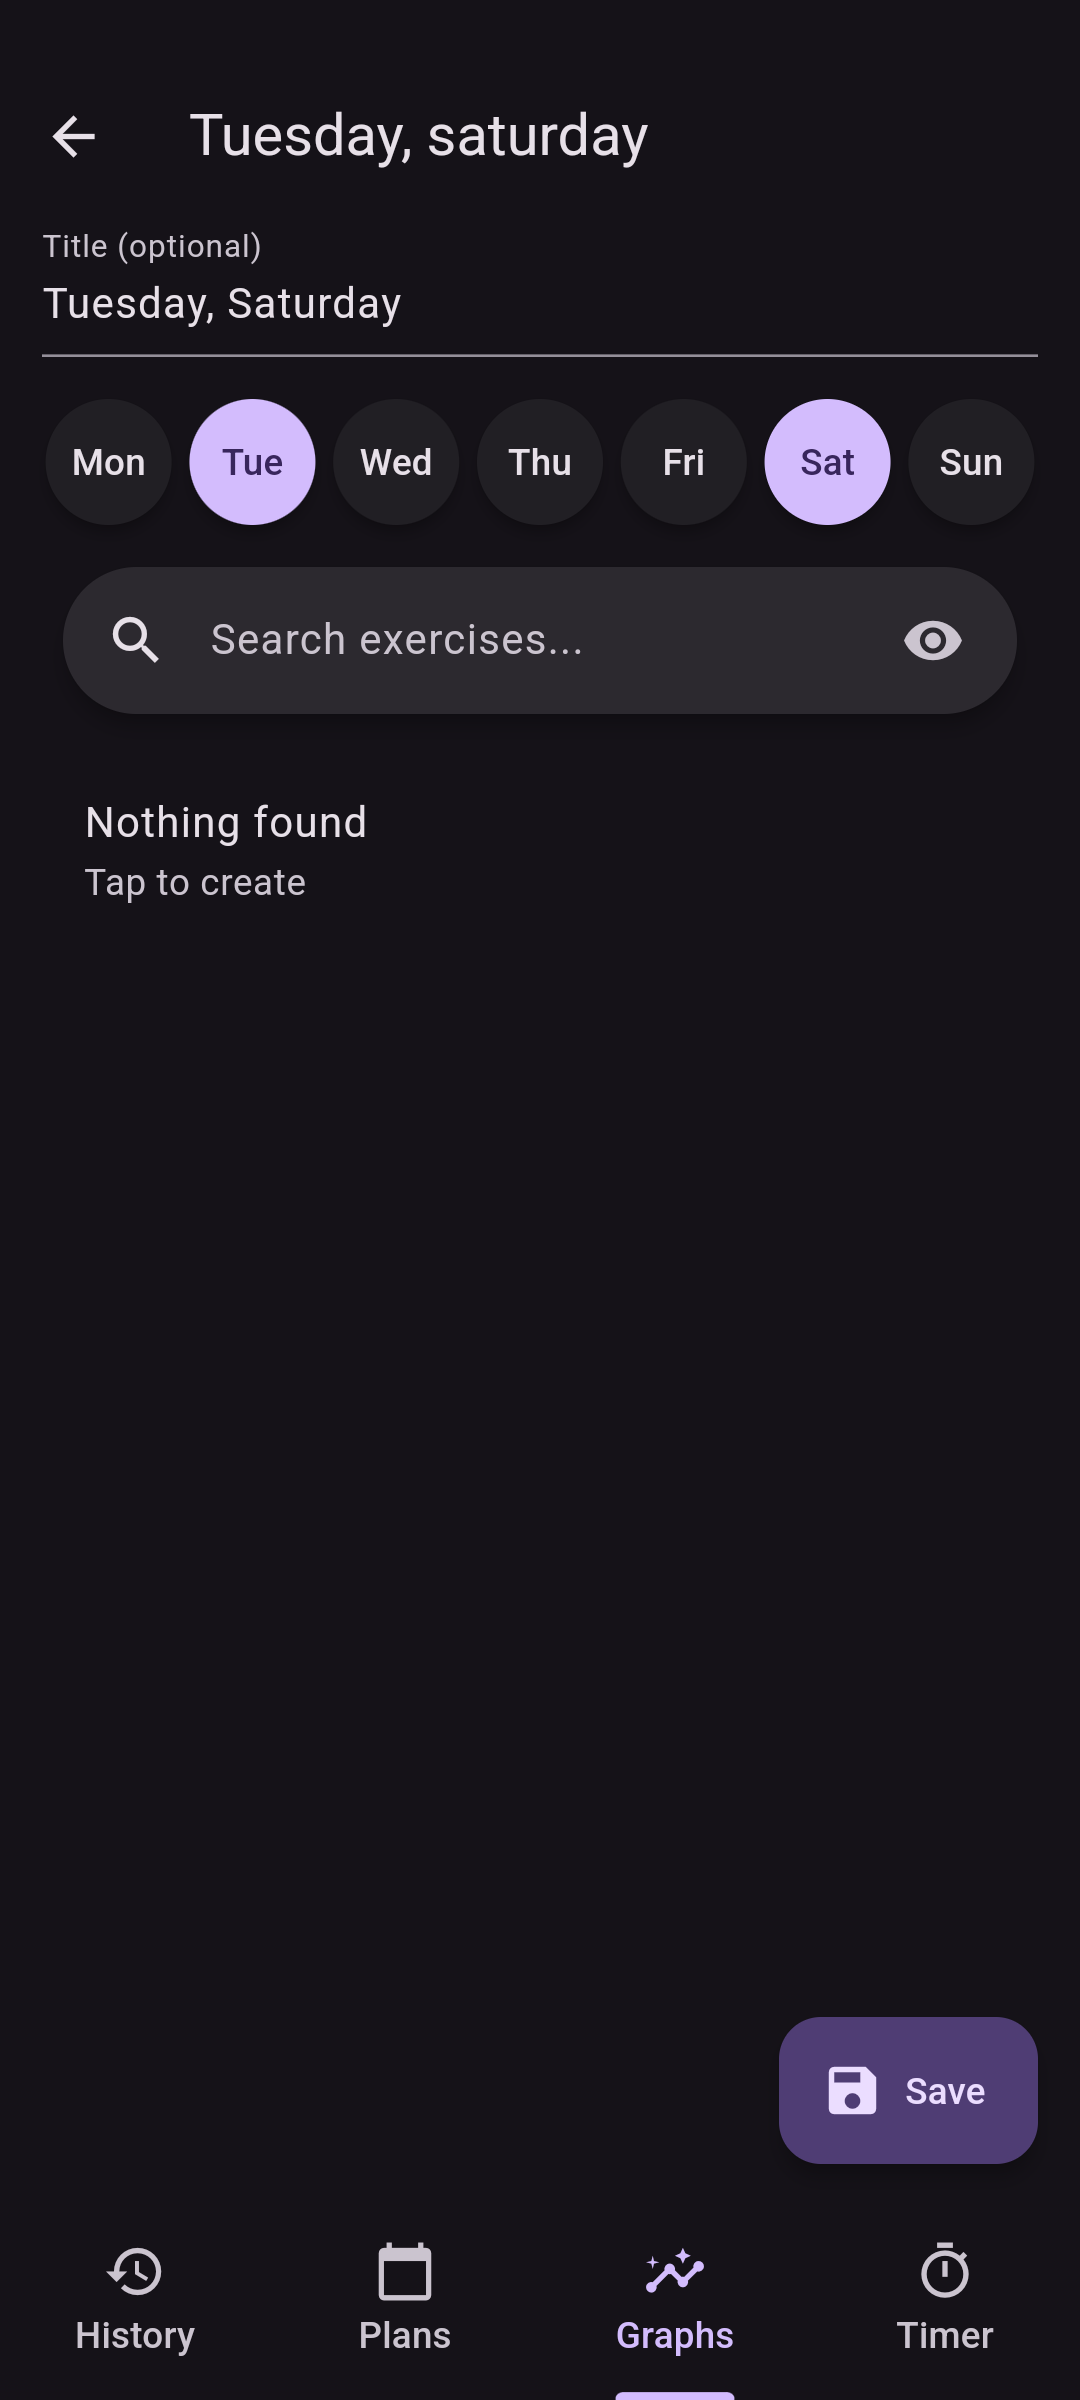 Tuesday, saturday
Title (optional)
Tuesday, Saturday
Mon Tue Wed Thu Fri Sat Sun
Search exercises...
Nothing found
Tap to create
Save
History Plans Graphs Timer